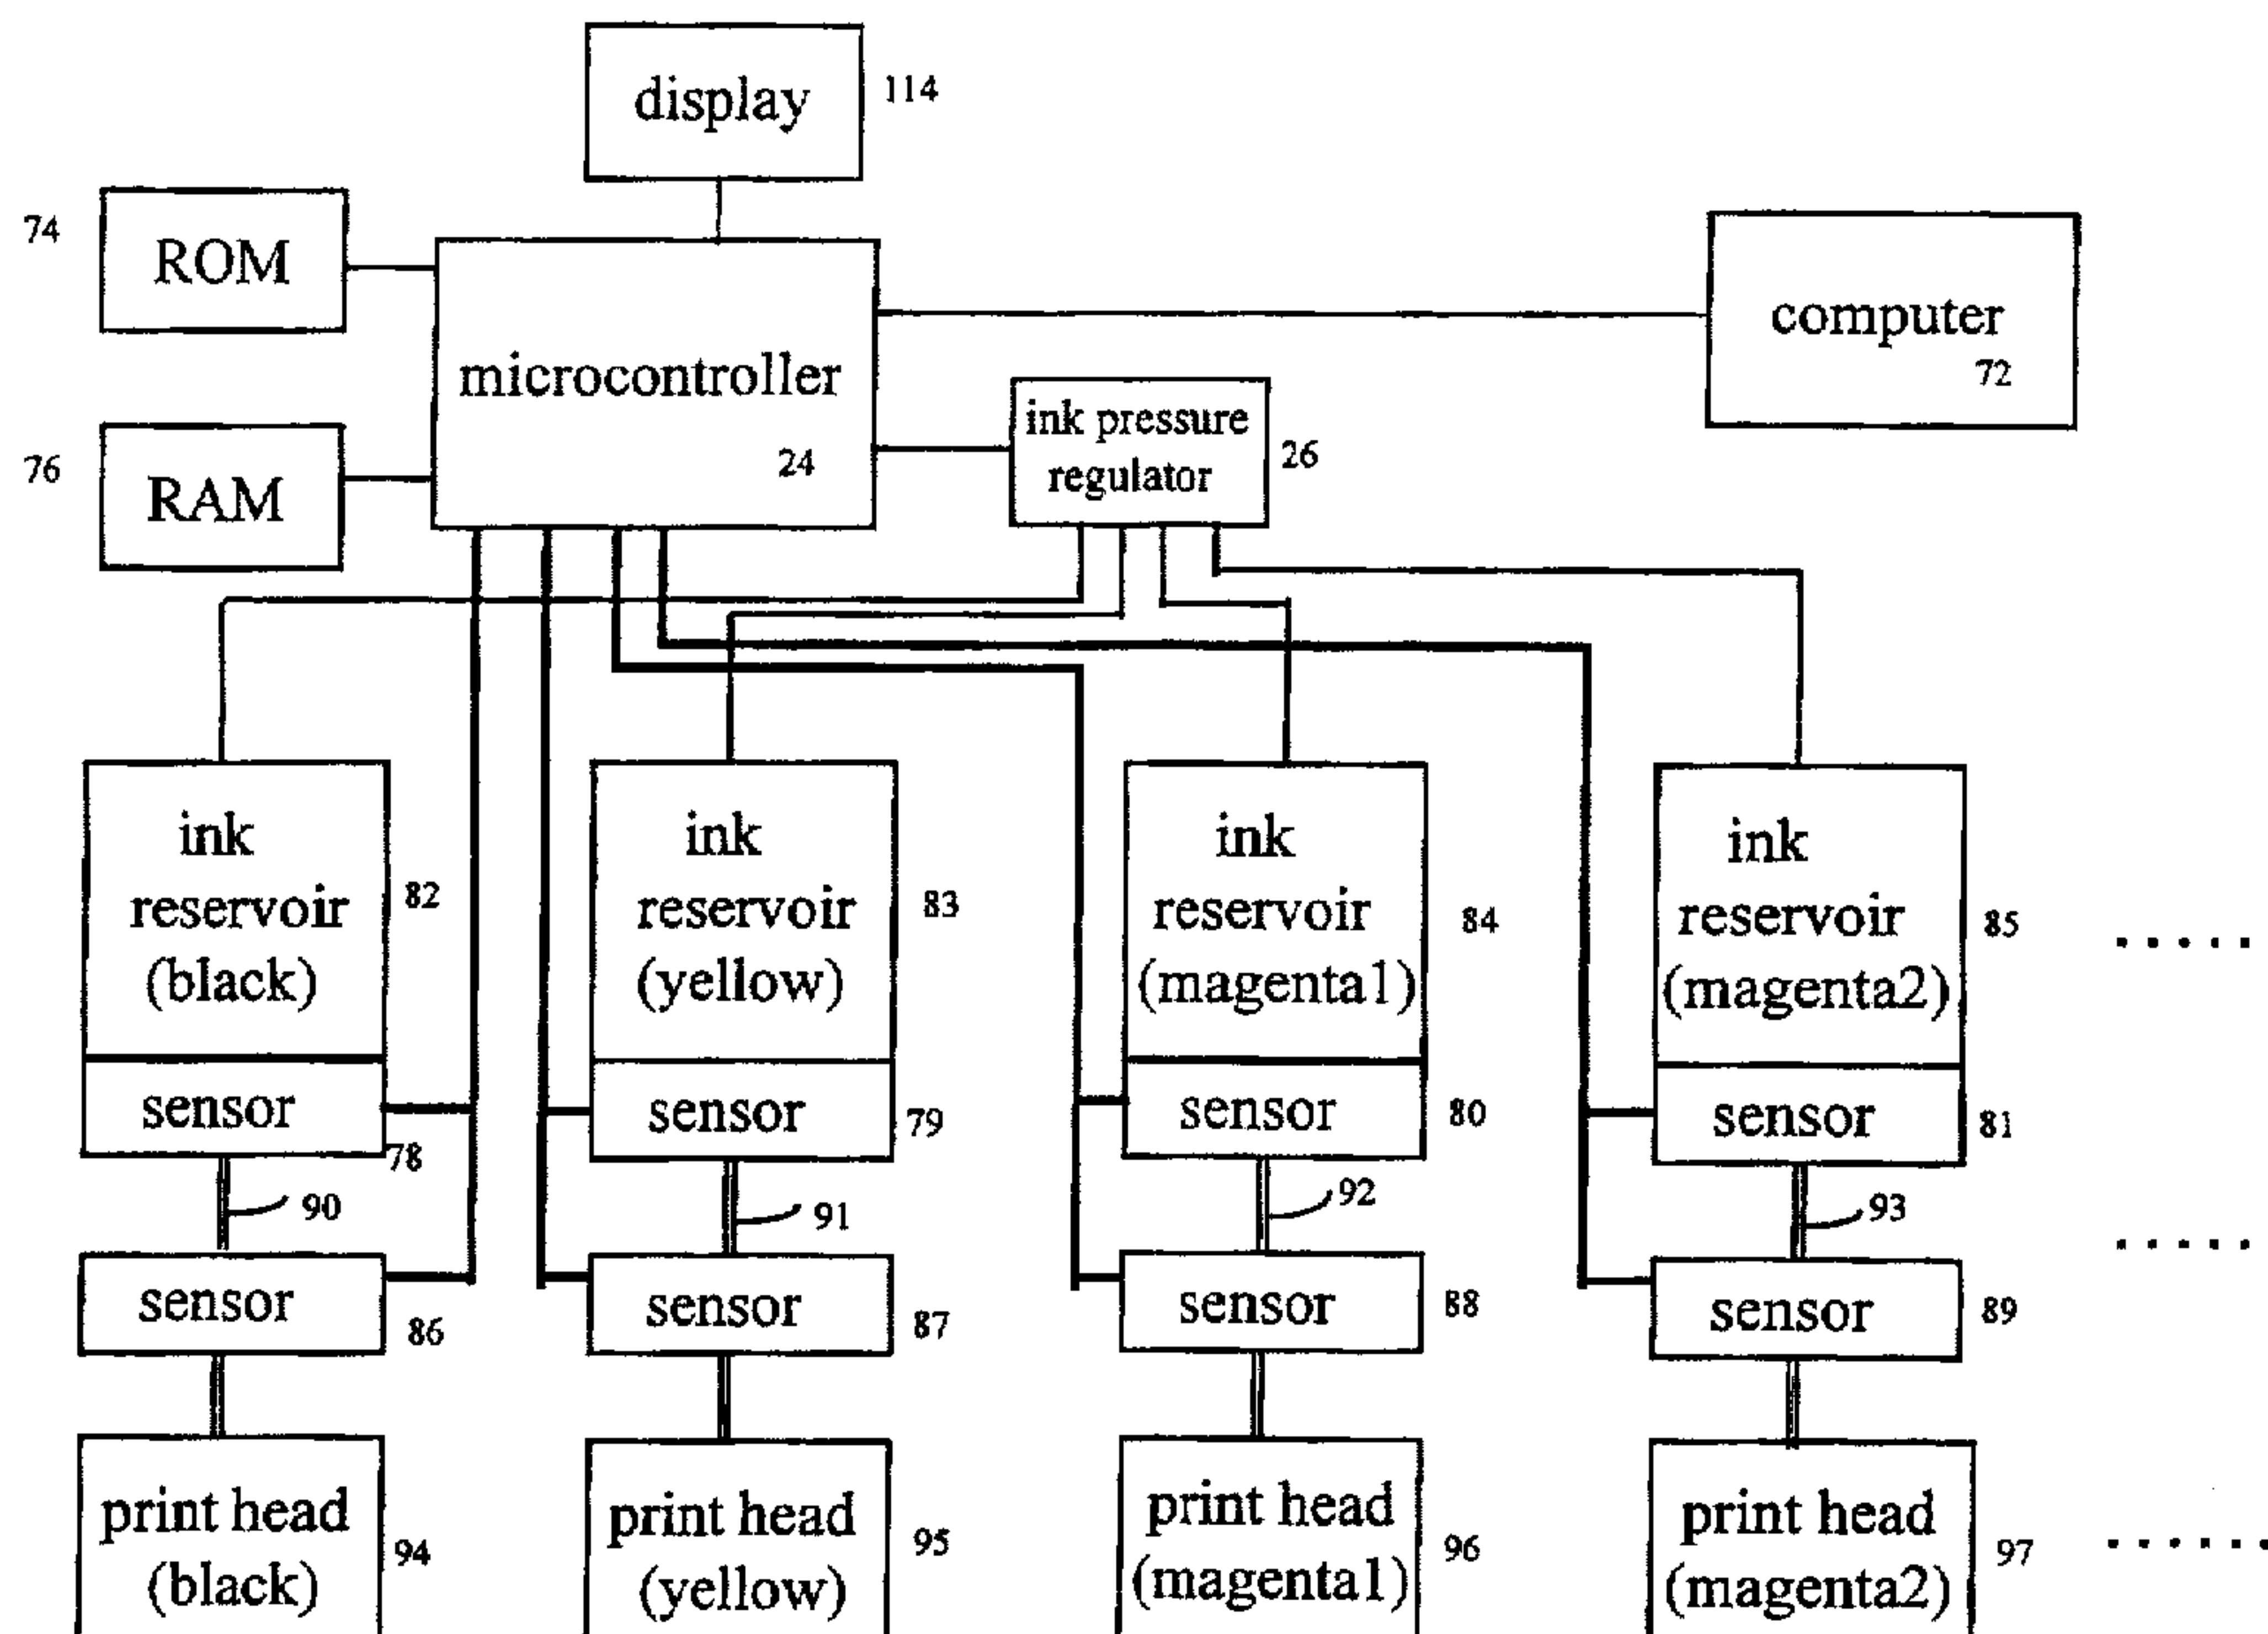 display
114
74
ROM
computer
72
microcontroller
24
ink pressure
regulator
26
76
RAM
ink
reservoir
(black)
82
ink
reservoir
(yellow)
83
ink
reservoir
(magenta1)
84
ink
reservoir
(magenta2)
85
.....
sensor
78
sensor
79
sensor
80
sensor
81
90
91
92
93
.....
sensor
86
sensor
87
sensor
88
sensor
89
print head
(black)
94
print head
(yellow)
95
print head
(magenta1)
96
print head
(magenta2)
97
......